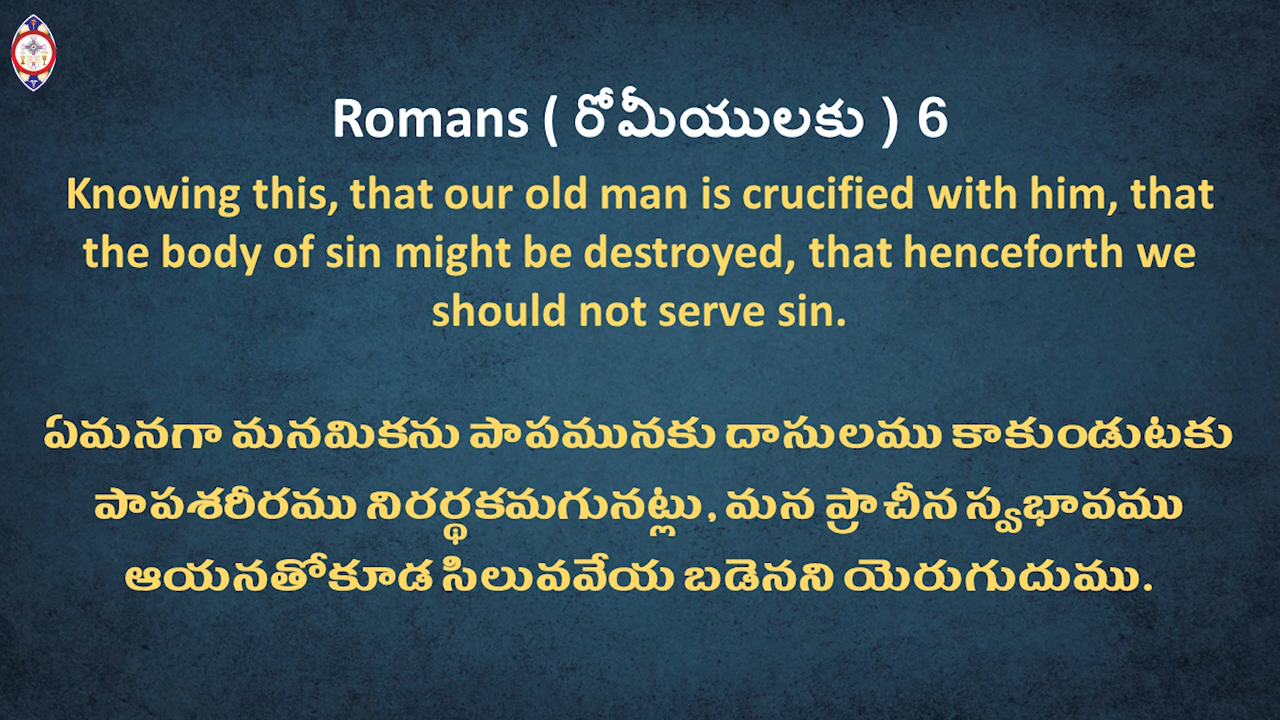 Romans ( రోమీయులకు ) 6
Knowing this, that our old man is crucified with him, that
the body of sin might be destroyed, that henceforth we
should not serve sin.
ఏమనగా మనమికను పాపమునకు దాసులము కాకుండుటకు
పాపశరీరము నిరర్థకమగునట్లు, మన ప్రాచీన స్వభావము
ఆయనతోకూడ సిలువవేయ బడెనని యెరుగుదుము.